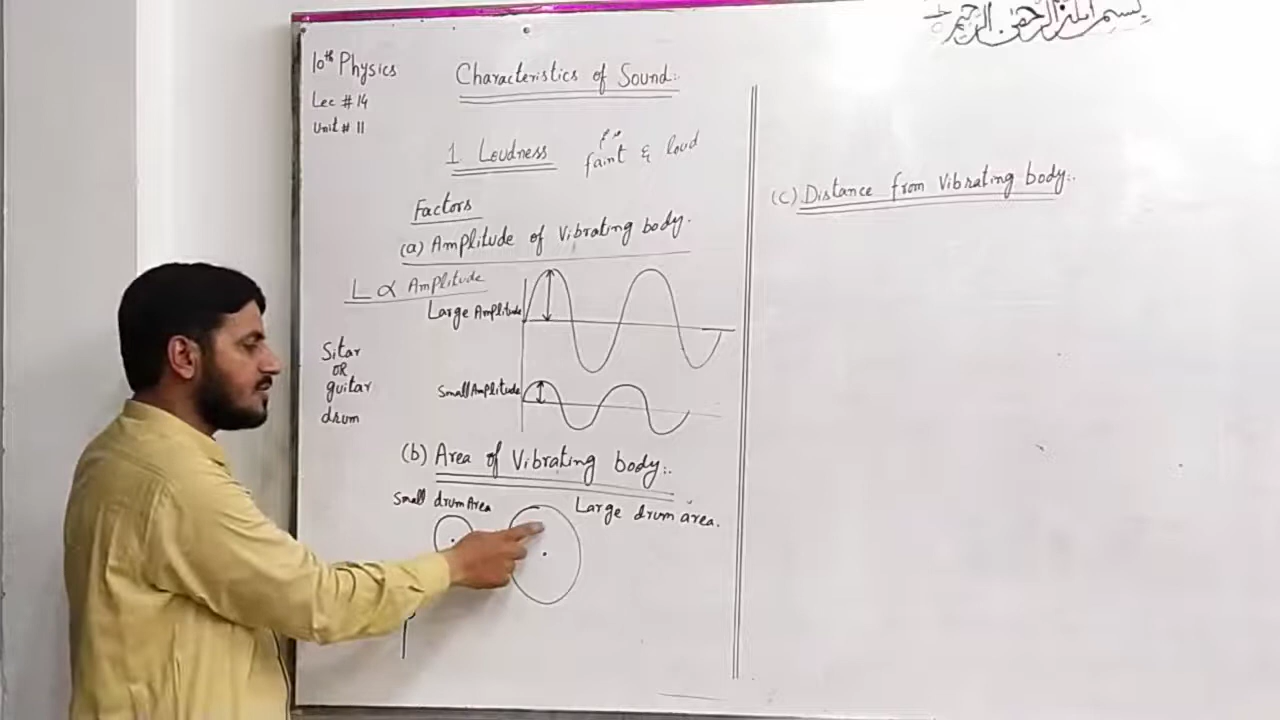 بسم الله الرحمن الرحيم
10th Physics
Lec # 14
Unit # 11
Characteristics of Sound:.
1. Loudness
faint & loud
Factors
(a) Amplitude of Vibrating body.
L ∝ Amplitude
Large Amplitude
Sitar
OR
guitar
drum
Small Amplitude
(b) Area of Vibrating body:.
Small drum Area
Large drum area.
(c) Distance from Vibrating body:.